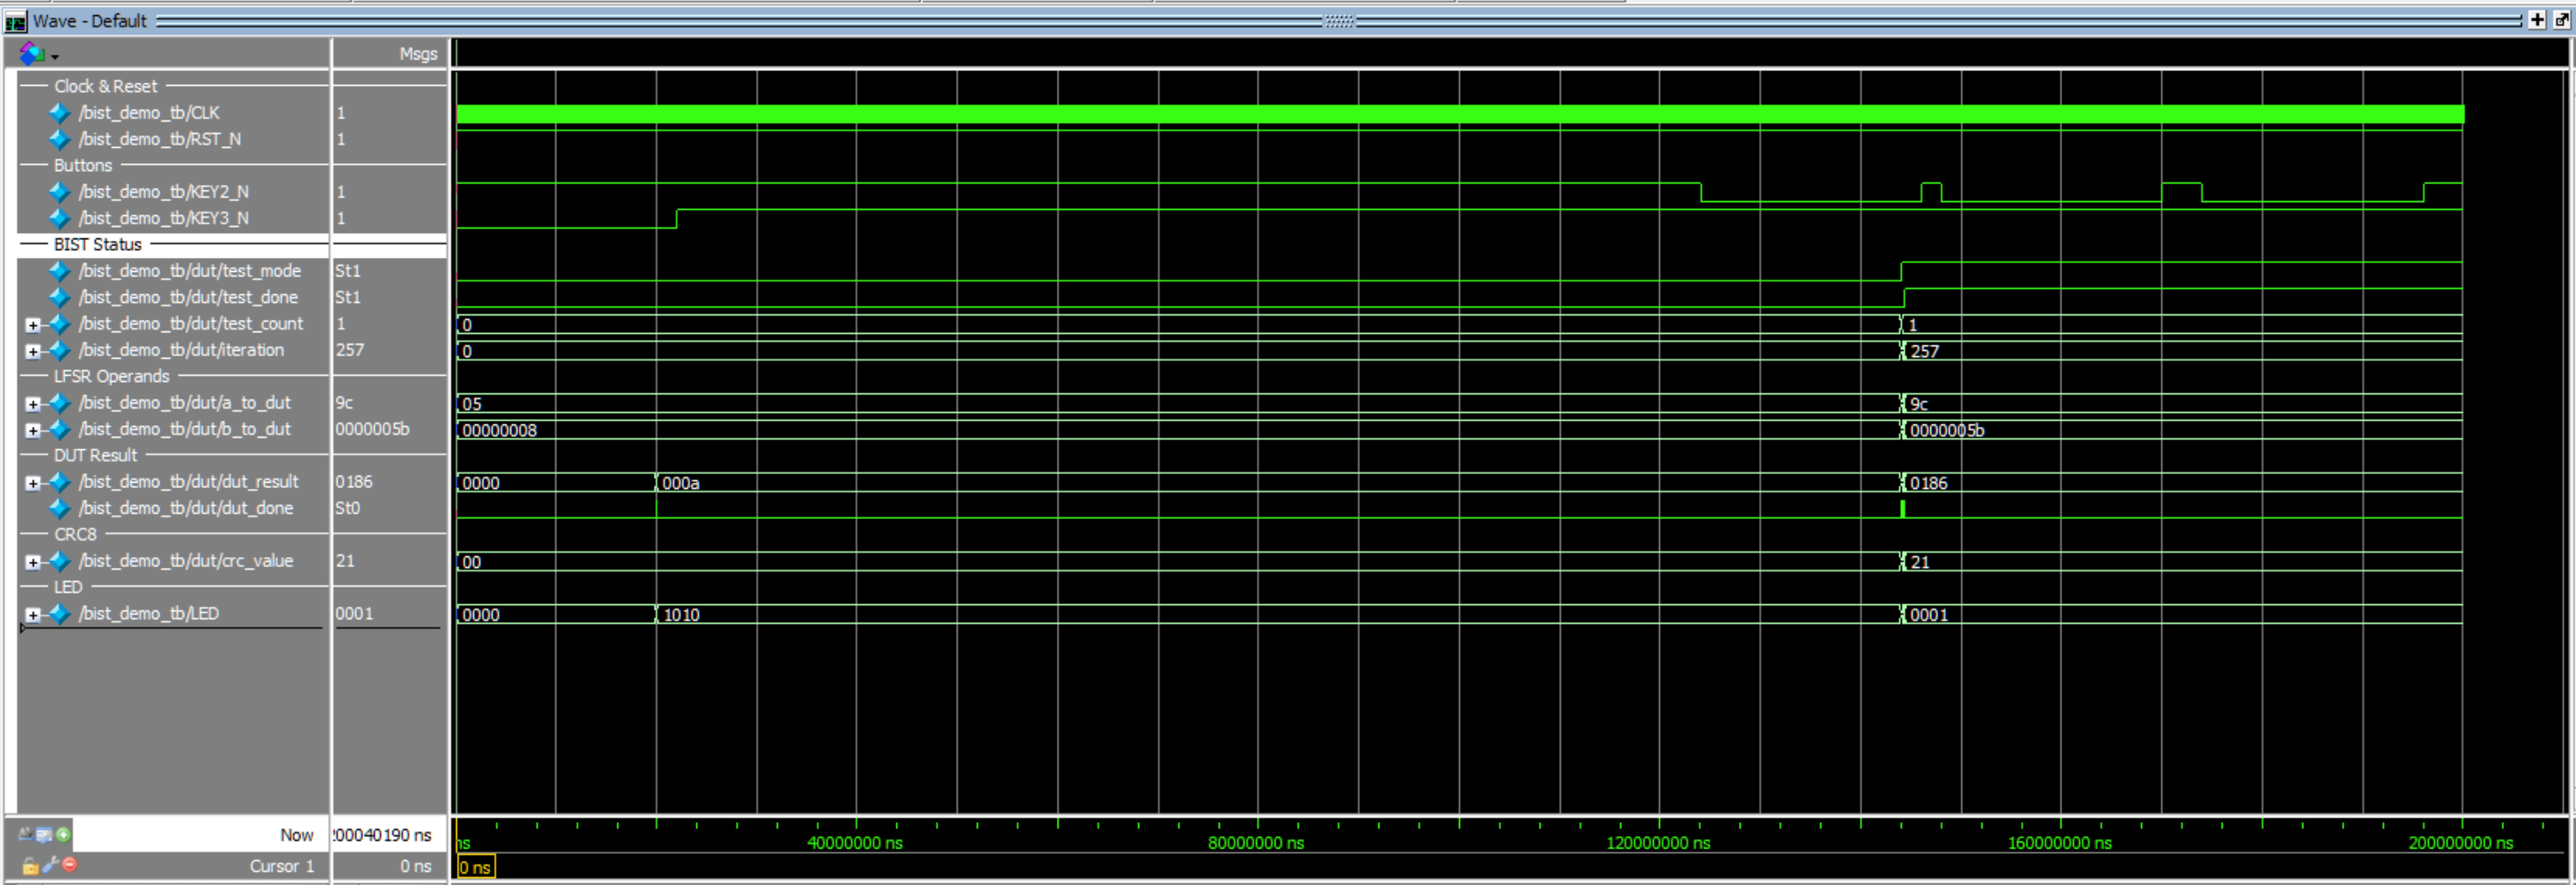 Wave - Default
Msgs
Clock & Reset
/bist_demo_tb/CLK 1
/bist_demo_tb/RST_N 1
Buttons
/bist_demo_tb/KEY2_N 1
/bist_demo_tb/KEY3_N 1
BIST Status
/bist_demo_tb/dut/test_mode St1
/bist_demo_tb/dut/test_done St1
/bist_demo_tb/dut/test_count 1 0 1
/bist_demo_tb/dut/iteration 257 0 257
LFSR Operands
/bist_demo_tb/dut/a_to_dut 9c 05 9c
/bist_demo_tb/dut/b_to_dut 0000005b 00000008 0000005b
DUT Result
/bist_demo_tb/dut/dut_result 0186 0000 000a 0186
/bist_demo_tb/dut/dut_done St0
CRC8
/bist_demo_tb/dut/crc_value 21 00 21
LED
/bist_demo_tb/LED 0001 0000 1010 0001
Now 00040190 ns ns 40000000 ns 80000000 ns 120000000 ns 160000000 ns 200000000 ns
Cursor 1 0 ns 0 ns